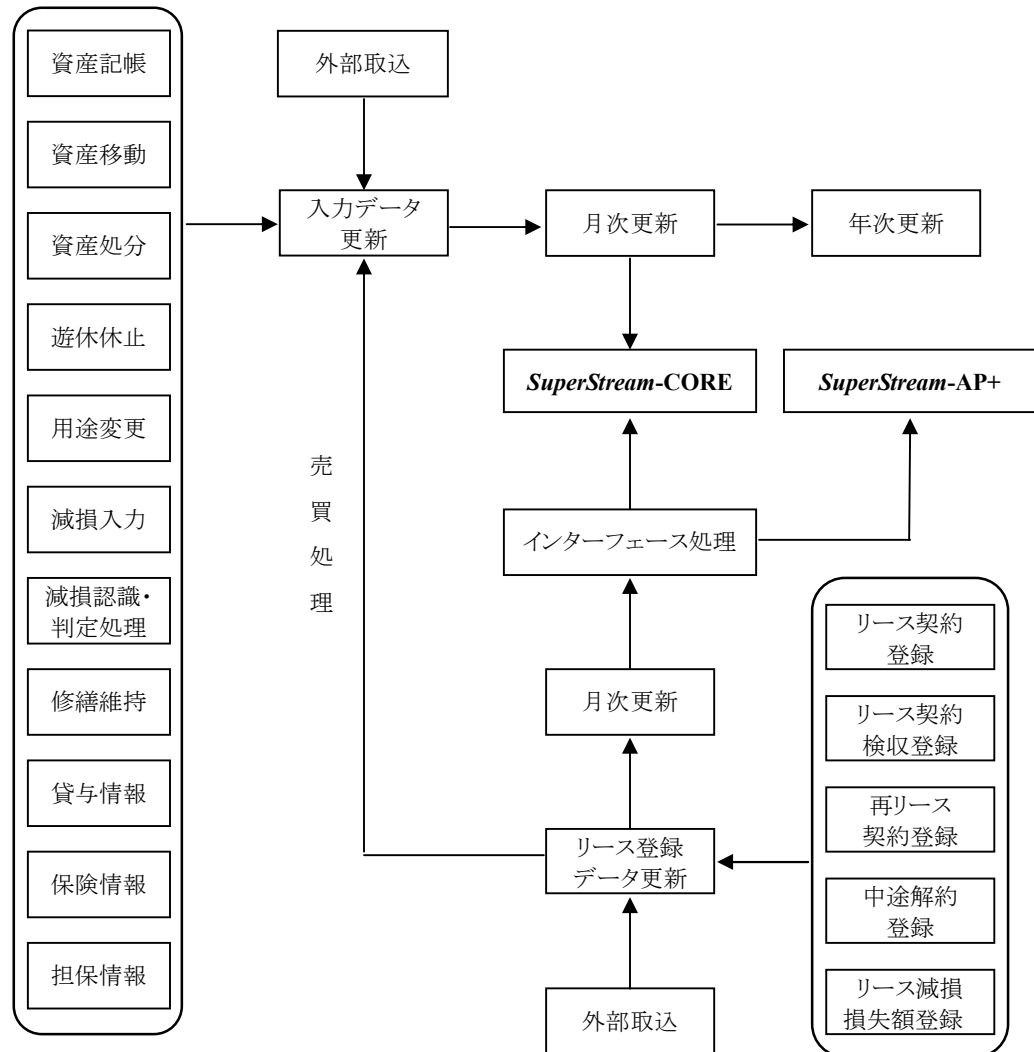 資産記帳
資産移動
資産処分
遊休休止
用途変更
減損入力
減損認識・
判定処理
修繕維持
貸与情報
保険情報
担保情報
外部取込
入力データ
更新
月次更新
年次更新
SuperStream-CORE
SuperStream-AP+
売
買
処
理
インターフェース処理
月次更新
リース登録
データ更新
外部取込
リース契約
登録
リース契約
検収登録
再リース
契約登録
中途解約
登録
リース減損
損失額登録